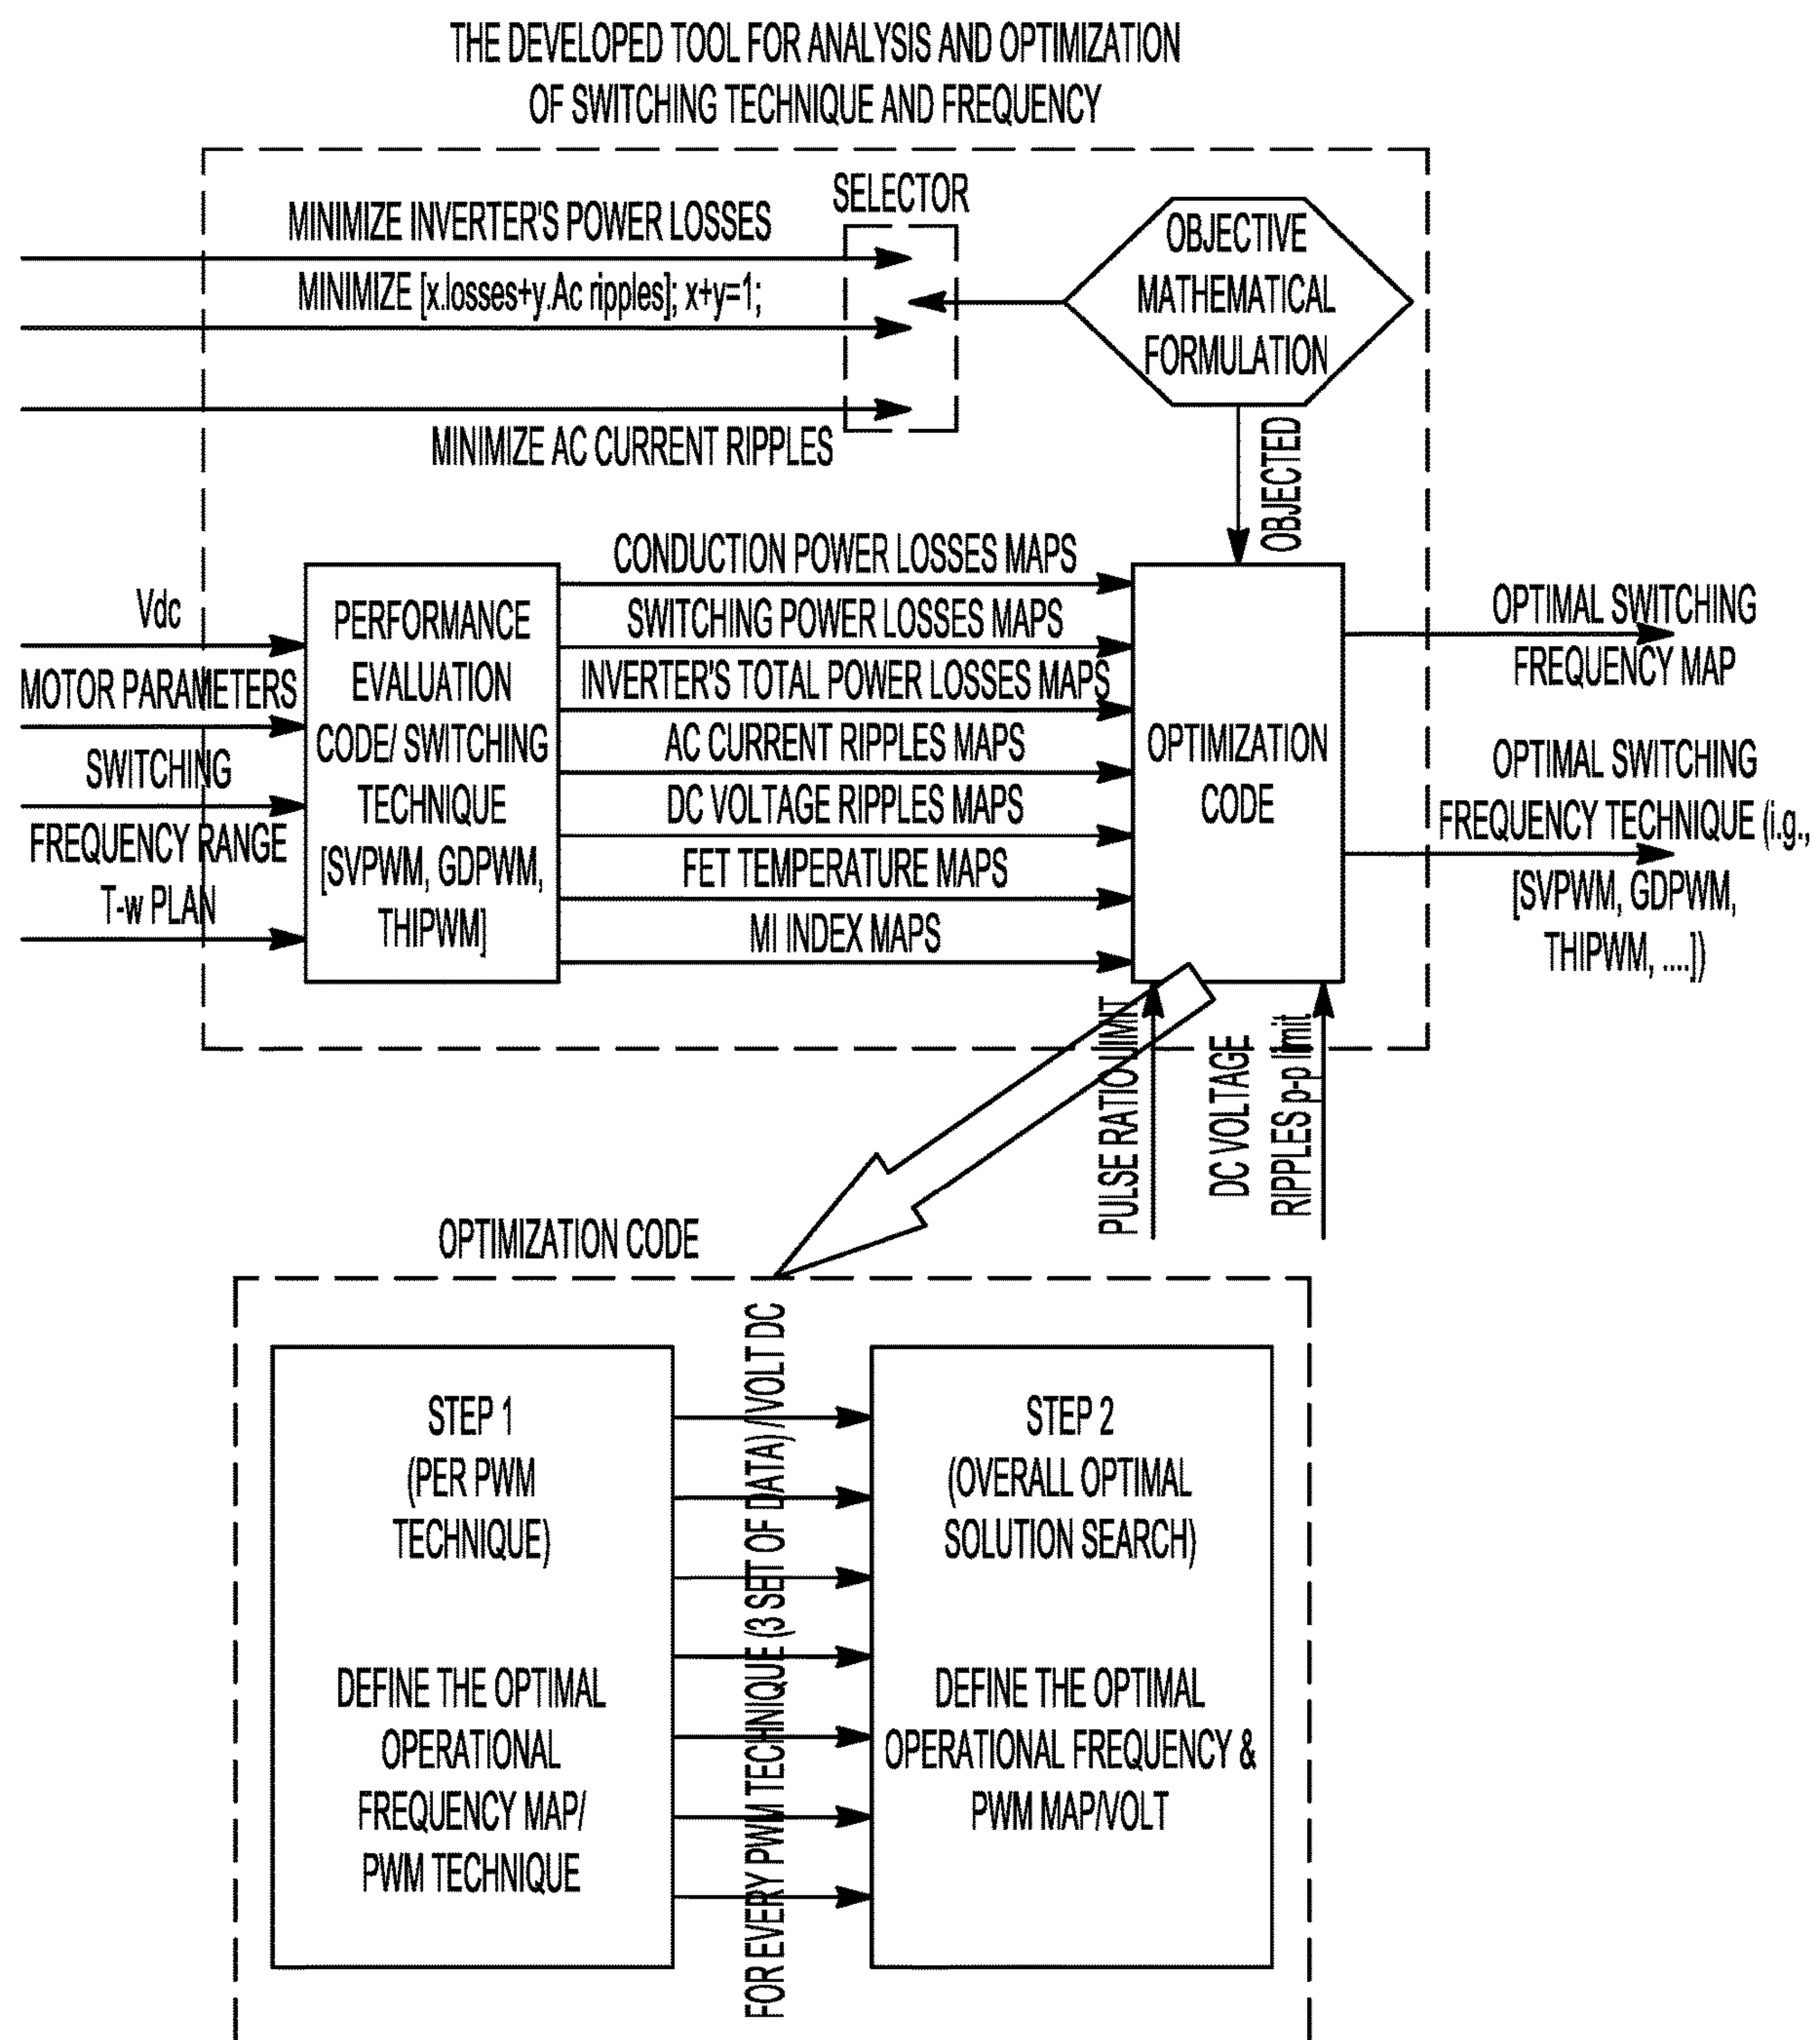 THE DEVELOPED TOOL FOR ANALYSIS AND OPTIMIZATION
OF SWITCHING TECHNIQUE AND FREQUENCY
SELECTOR
MINIMIZE INVERTER'S POWER LOSSES
MINIMIZE [x.losses+y.Ac ripples]; x+y=1;
MINIMIZE AC CURRENT RIPPLES
OBJECTIVE
MATHEMATICAL
FORMULATION
OBJECTED
Vdc
MOTOR PARAMETERS
SWITCHING
FREQUENCY RANGE
T-w PLAN
PERFORMANCE
EVALUATION
CODE/ SWITCHING
TECHNIQUE
[SVPWM, GDPWM,
THIPWM]
CONDUCTION POWER LOSSES MAPS
SWITCHING POWER LOSSES MAPS
INVERTER'S TOTAL POWER LOSSES MAPS
AC CURRENT RIPPLES MAPS
DC VOLTAGE RIPPLES MAPS
FET TEMPERATURE MAPS
MI INDEX MAPS
OPTIMIZATION
CODE
OPTIMAL SWITCHING
FREQUENCY MAP
OPTIMAL SWITCHING
FREQUENCY TECHNIQUE (i.g.,
[SVPWM, GDPWM,
THIPWM, ....])
PULSE RATIO
DC VOLTAGE
RIPPLES p-p limit
OPTIMIZATION CODE
STEP 1
(PER PWM
TECHNIQUE)
DEFINE THE OPTIMAL
OPERATIONAL
FREQUENCY MAP/
PWM TECHNIQUE
FOR EVERY PWM TECHNIQUE (3 SET OF DATA) / VOLT DC
STEP 2
(OVERALL OPTIMAL
SOLUTION SEARCH)
DEFINE THE OPTIMAL
OPERATIONAL FREQUENCY &
PWM MAP/VOLT